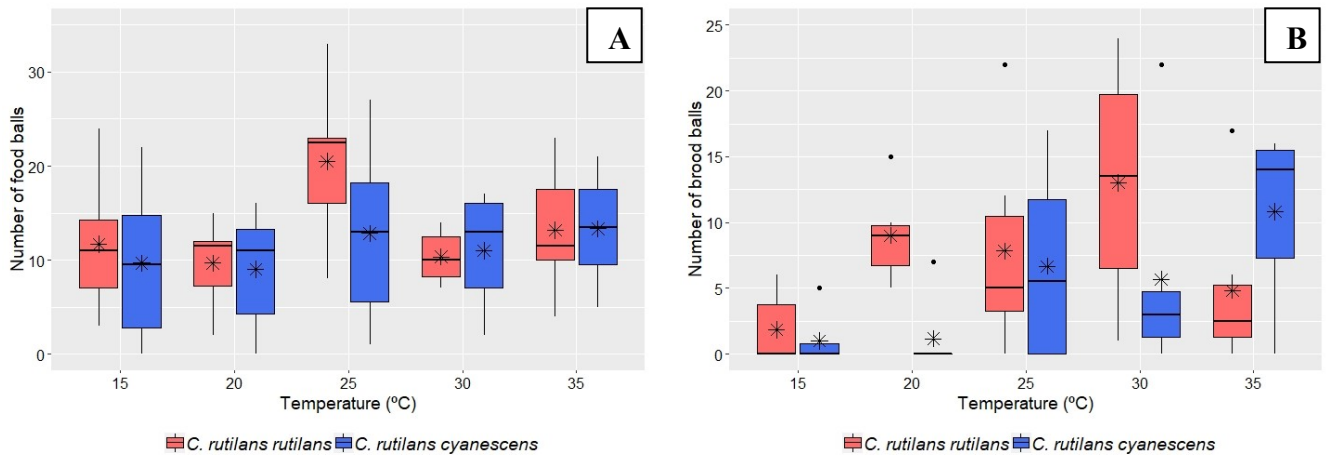 A
Number of food balls
30
20
10
0
15 20 25 30 35
Temperature (ºC)
C. rutilans rutilans C. rutilans cyanescens
B
Number of brood balls
25
20
15
10
5
0
15 20 25 30 35
Temperature (ºC)
C. rutilans rutilans C. rutilans cyanescens